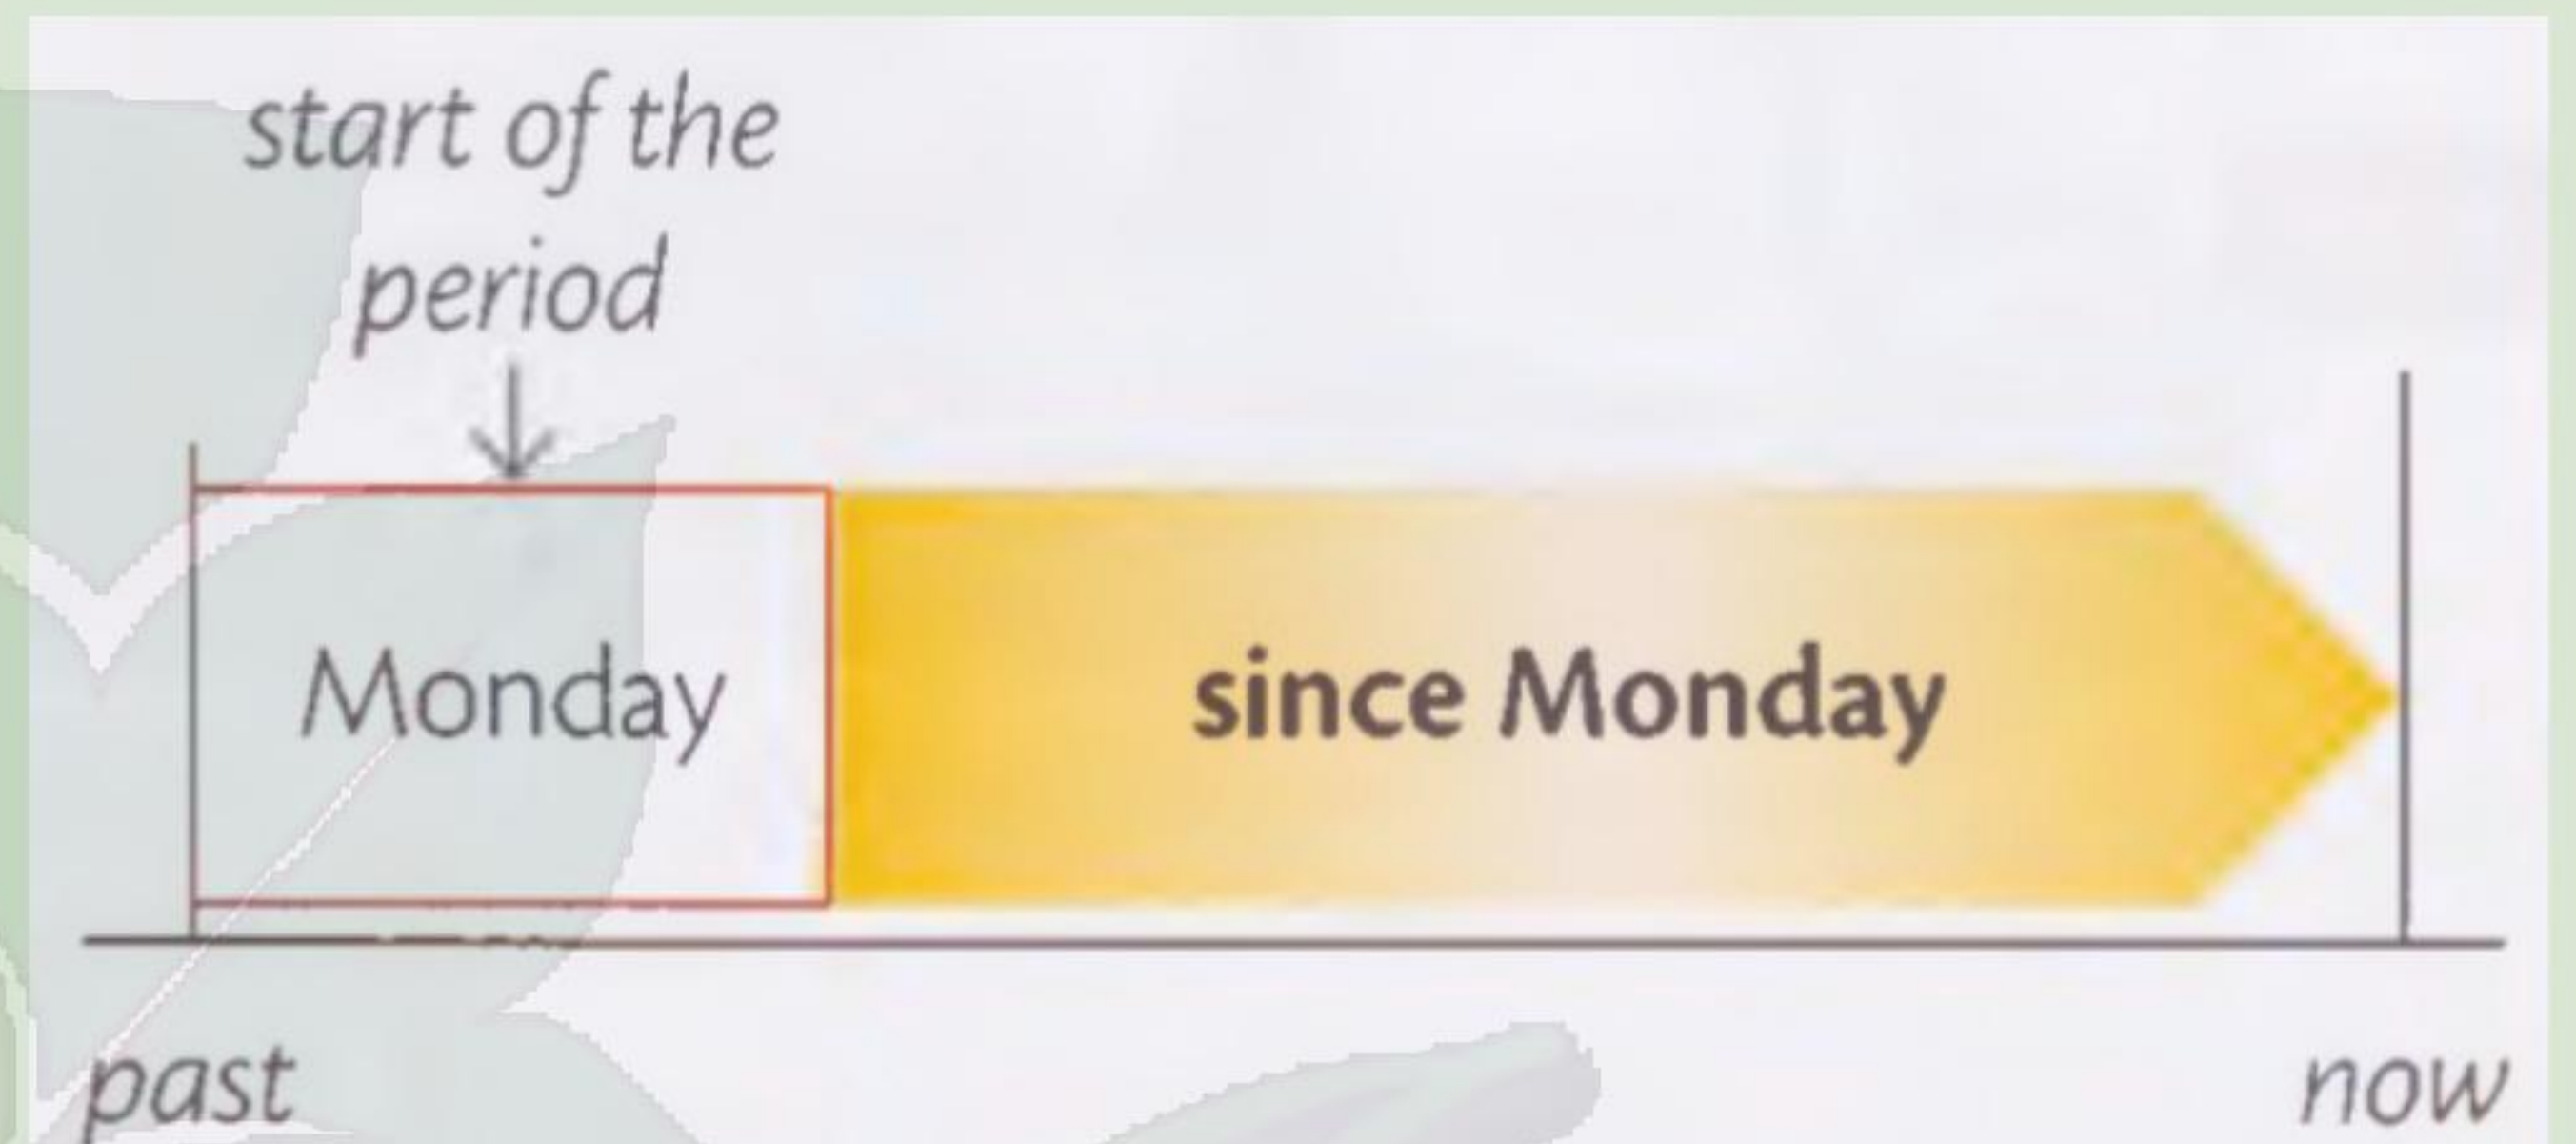 start of the
period
Monday
since Monday
past
now